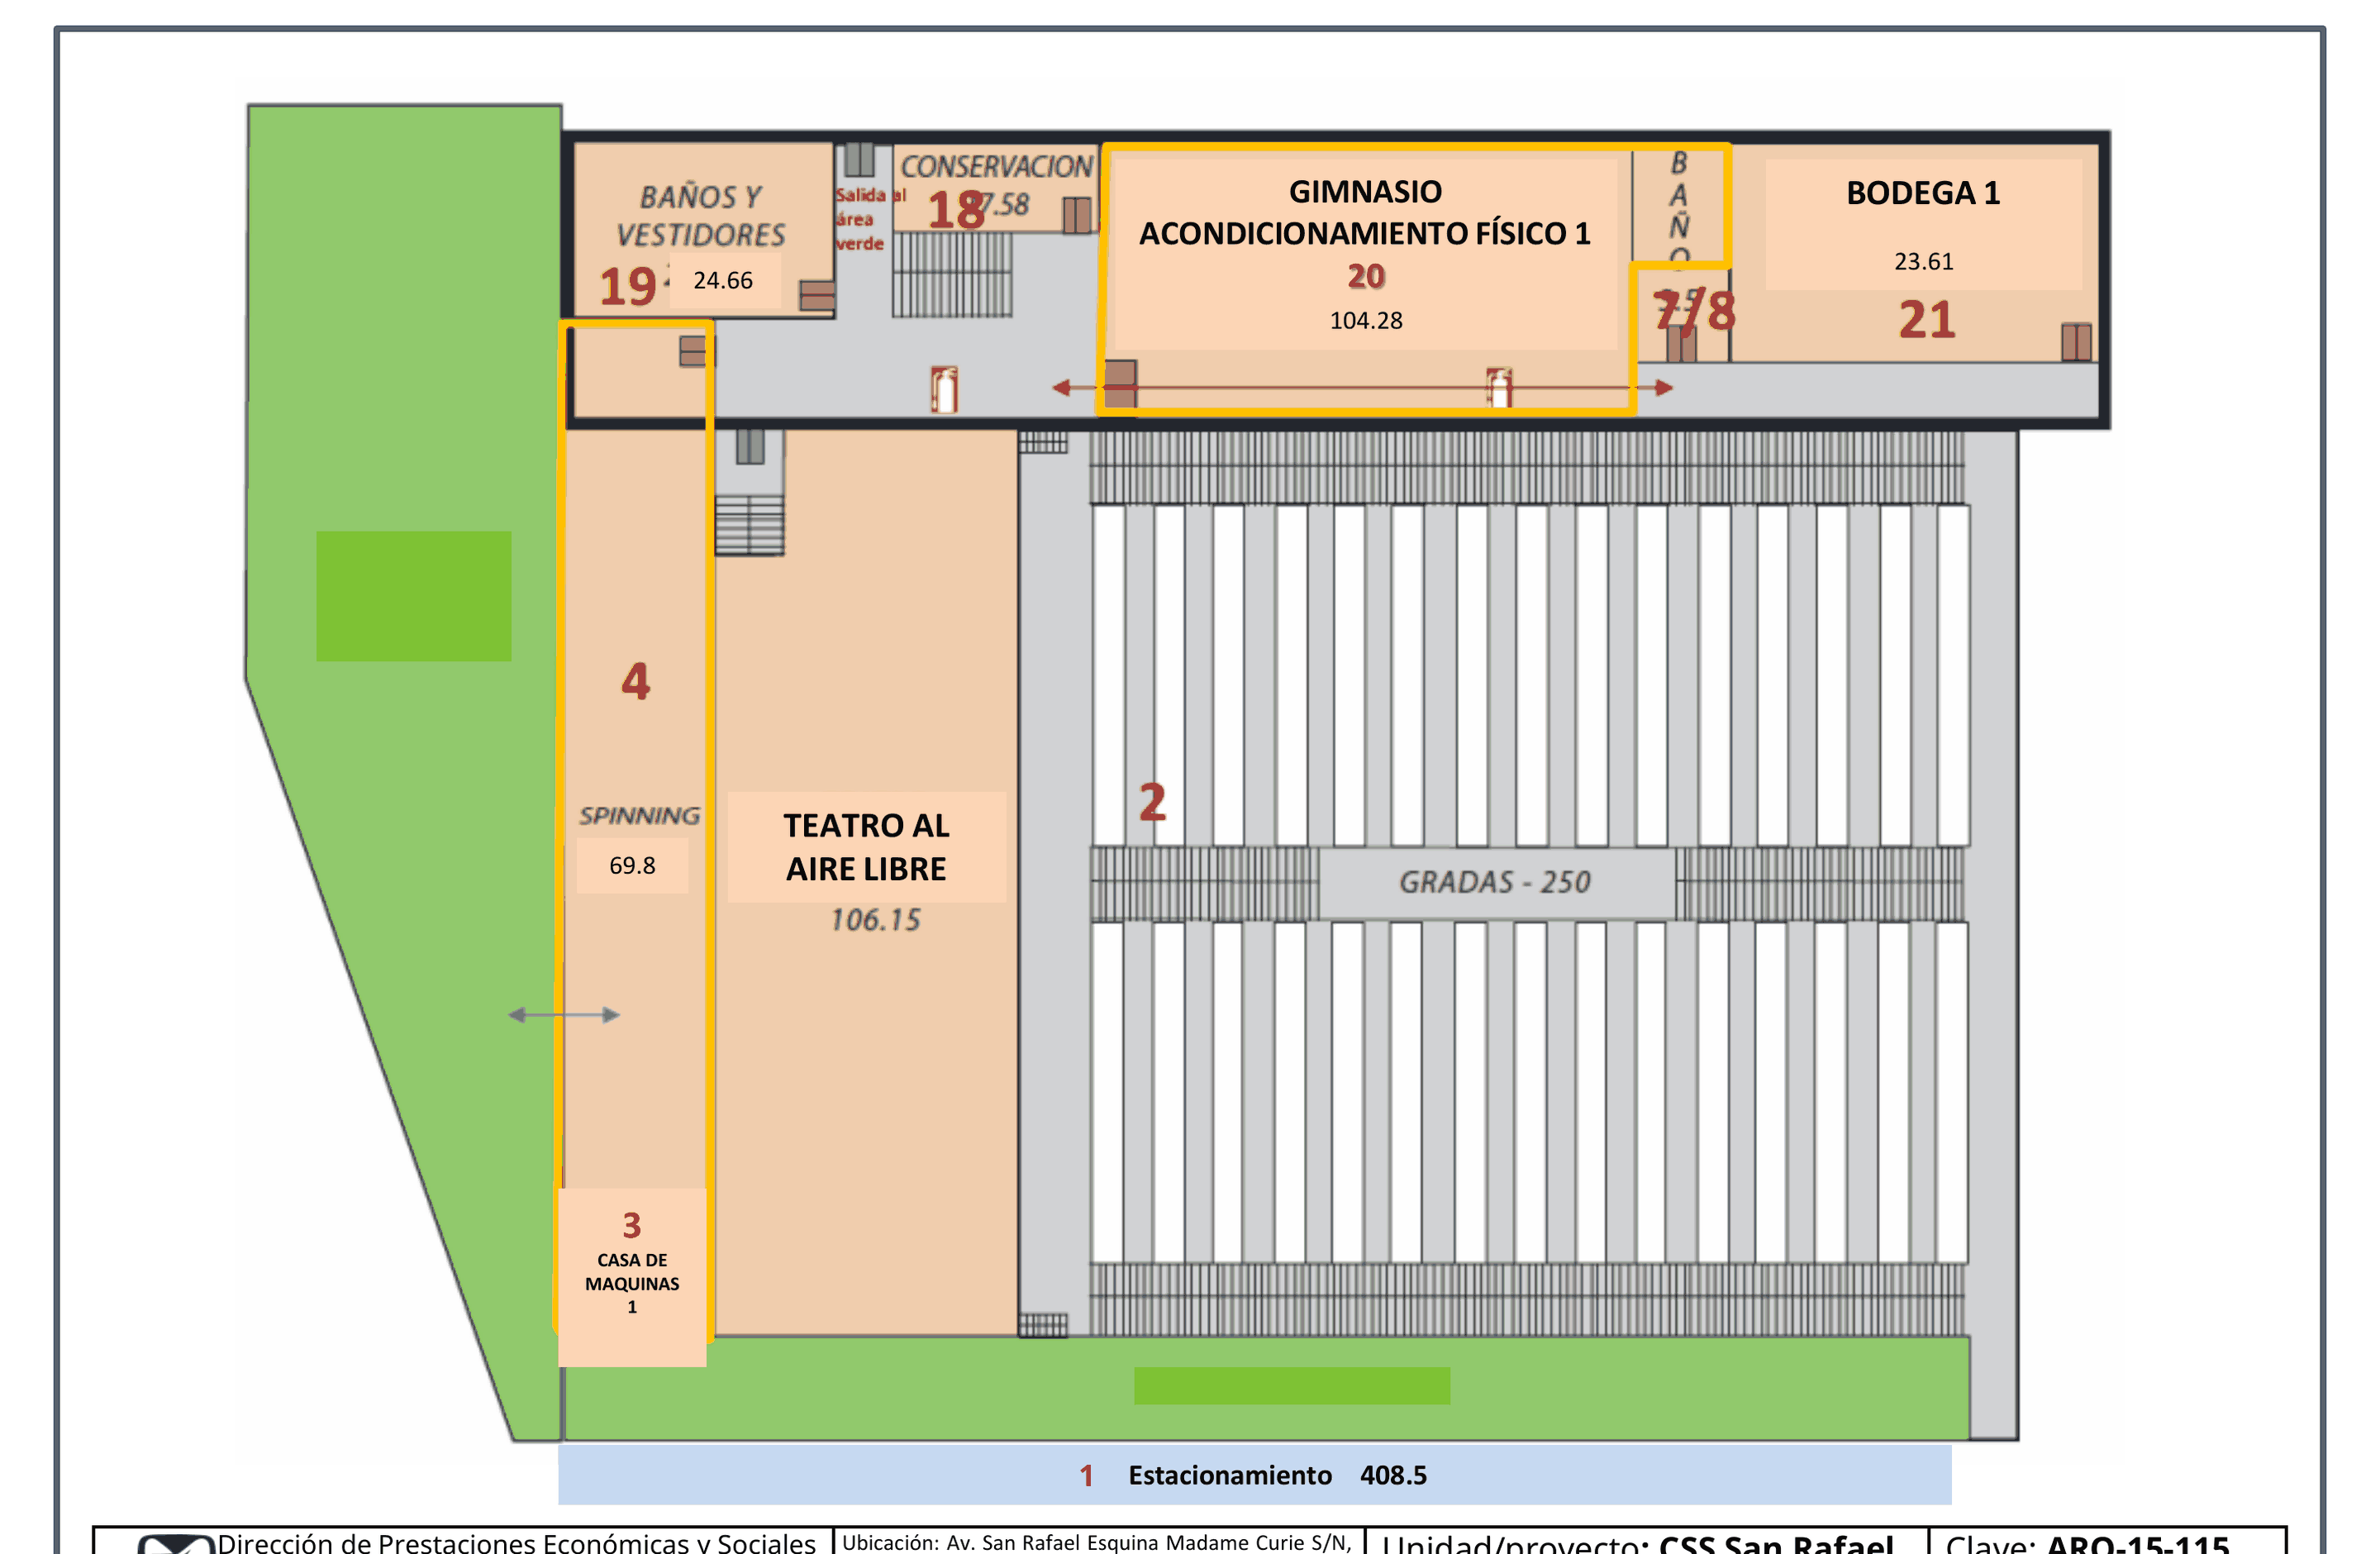 BAÑOS Y
VESTIDORES
19 24.66
Salida al
área
verde
CONSERVACION
18 7.58
GIMNASIO
ACONDICIONAMIENTO FÍSICO 1
20
104.28
B
A
Ñ
O
7/8
BODEGA 1
23.61
21
4
SPINNING
69.8
TEATRO AL
AIRE LIBRE
106.15
2
GRADAS - 250
3
CASA DE
MAQUINAS
1
1 Estacionamiento 408.5
Dirección de Prestaciones Económicas y Sociales
Ubicación: Av. San Rafael Esquina Madame Curie S/N,
Unidad/proyecto: CSS San Rafael
Clave: ARQ-15-115